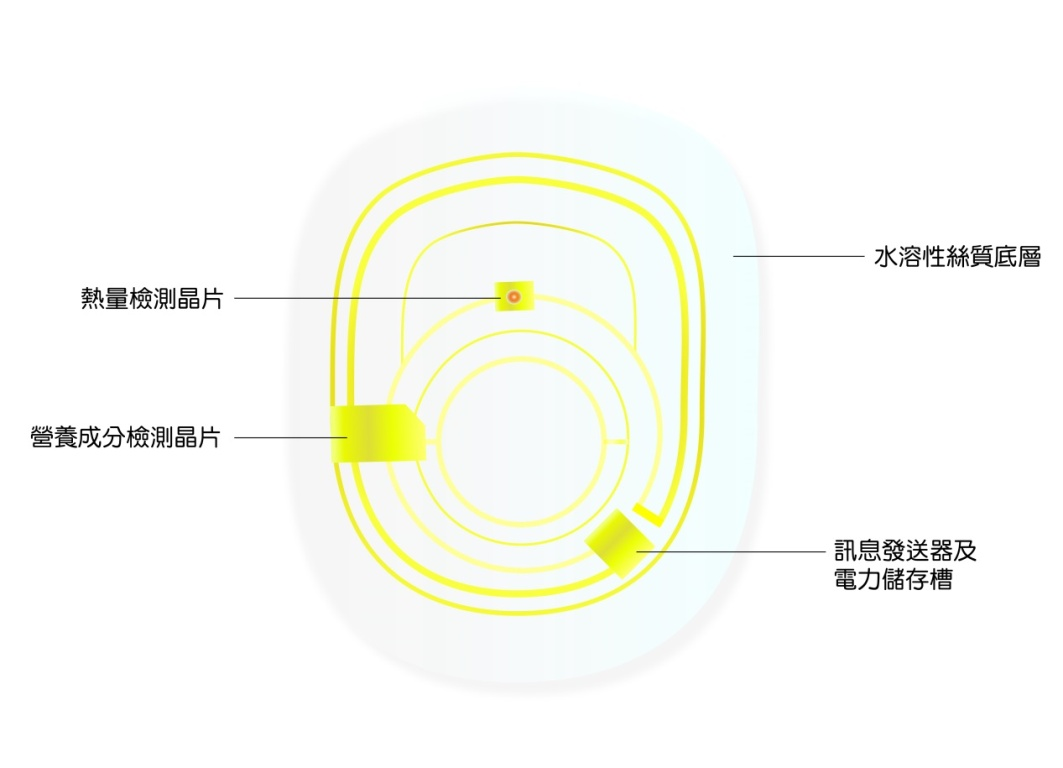 水溶性絲質底層
熱量檢測晶片
營養成分檢測晶片
訊息發送器及
電力儲存槽